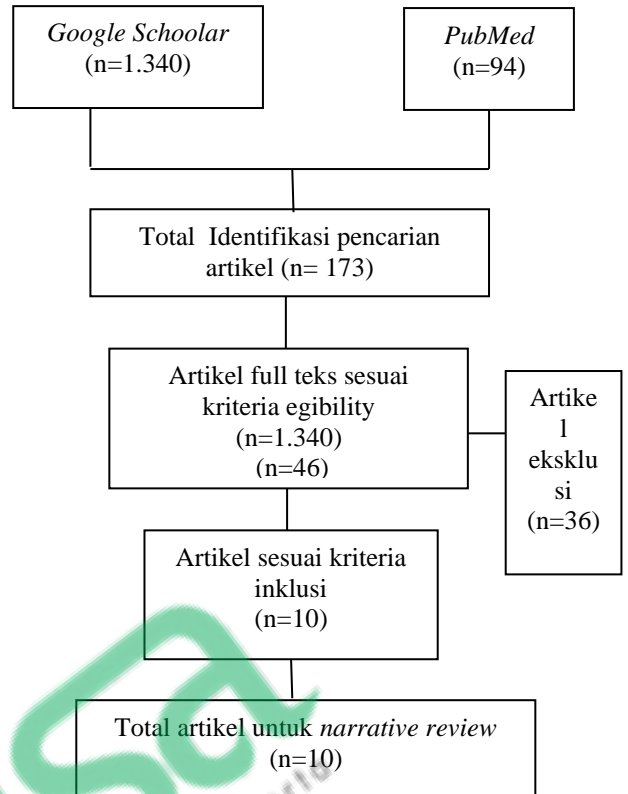 Google Schoolar
(n=1.340)
PubMed
(n=94)
Total Identifikasi pencarian
artikel (n= 173)
Artikel full teks sesuai
kriteria egibility
(n=1.340)
(n=46)
Artike
l
eksklu
si
(n=36)
Artikel sesuai kriteria
inklusi
(n=10)
Total artikel untuk narrative review
(n=10)